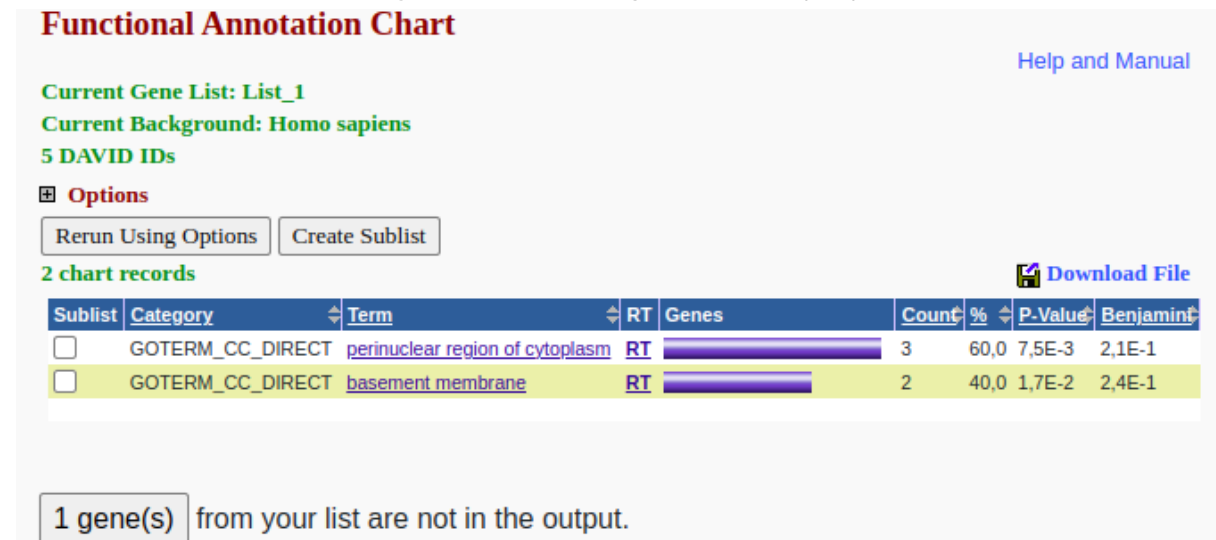 Functional Annotation Chart
Help and Manual
Current Gene List: List_1
Current Background: Homo sapiens
5 DAVID IDs
Options
Rerun Using Options Create Sublist
2 chart records Download File
Sublist Category Term RT Genes Count % P-Value Benjamini
GOTERM_CC_DIRECT perinuclear region of cytoplasm RT 3 60,0 7,5E-3 2,1E-1
GOTERM_CC_DIRECT basement membrane RT 2 40,0 1,7E-2 2,4E-1
1 gene(s) from your list are not in the output.